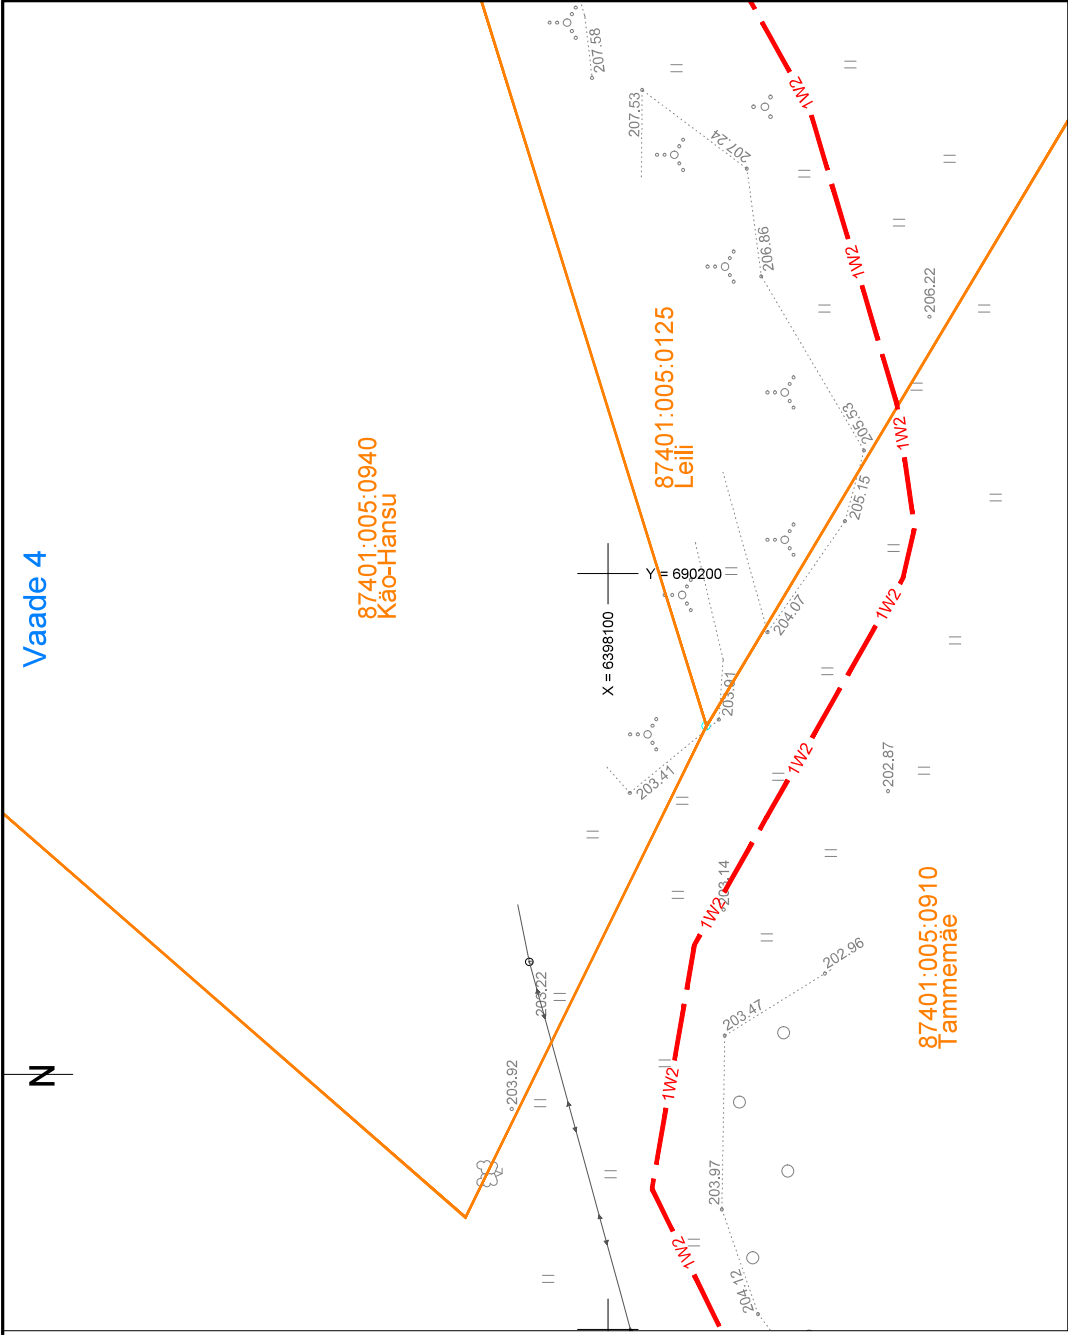 Vaade 4
87401:005:0940
Käo-Hansu
87401:005:0125
Leili
87401:005:0910
Tammemäe
N
X = 6398100
Y = 690200
207.58
207.53
207.24
206.86
206.22
205.53
205.15
204.07
203.91
203.41
202.87
203.14
202.96
203.47
203.22
203.92
203.97
204.12
1W2
1W2
1W2
1W2
1W2
1W2
1W2
1W2